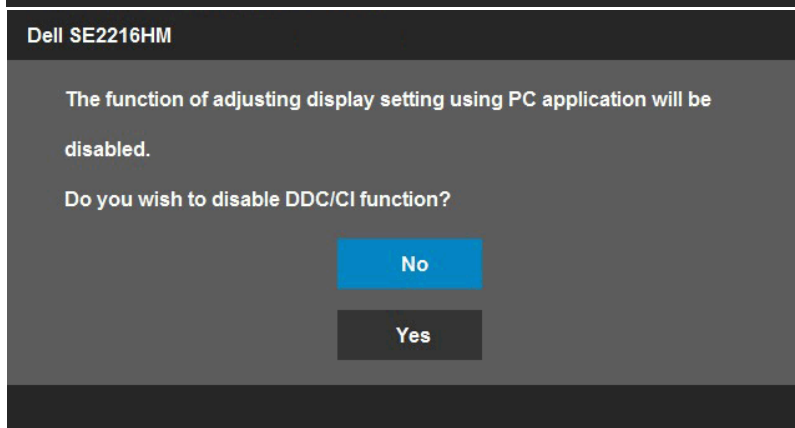 Dell SE2216HM
The function of adjusting display setting using PC application will be
disabled.
Do you wish to disable DDC/CI function?
No
Yes